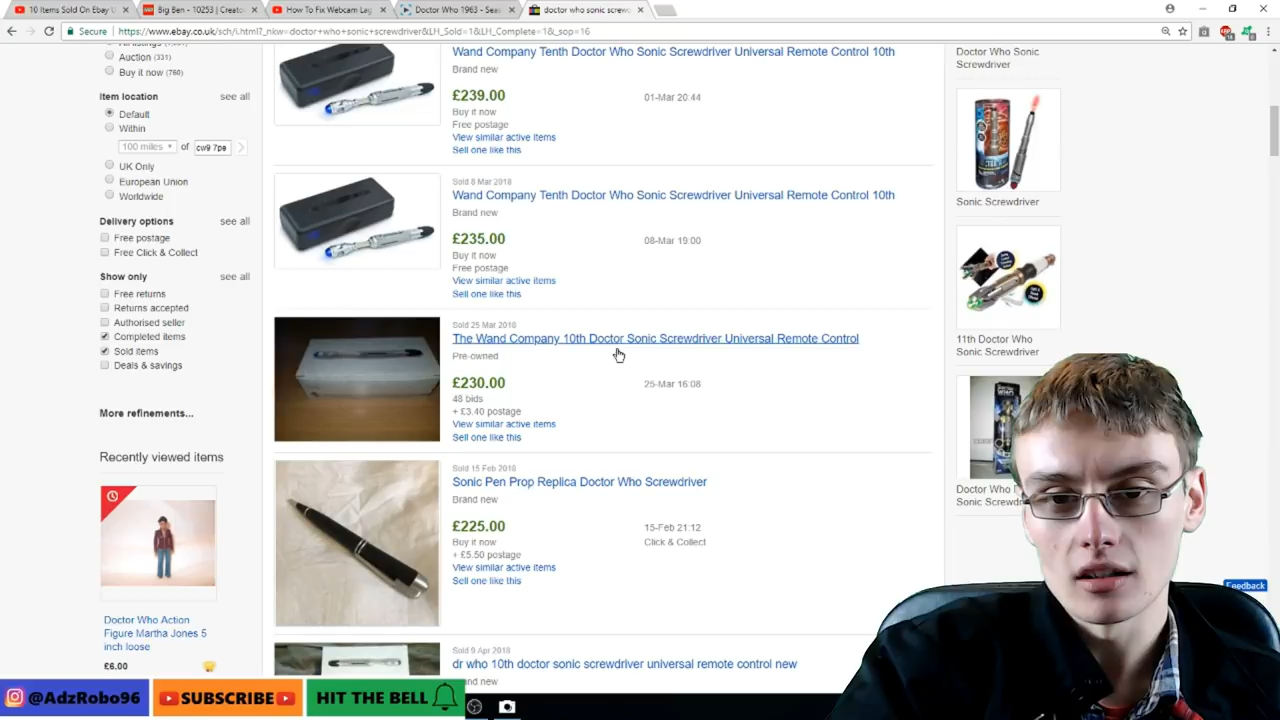 10 Items Sold On Ebay U
Big Ben - 10253 | Creato
How To Fix Webcam Lag
Doctor Who 1963 - Seas
doctor who sonic screw
Secure
https://www.ebay.co.uk/sch/i.html?_nkw=doctor+who+sonic+screwdriver&LH_Sold=1&LH_Complete=1&_sop=16
Auction (331)
Buy it now (760)
Item location
see all
Default
Within
100 miles
of
cw9 7pe
UK Only
European Union
Worldwide
Delivery options
see all
Free postage
Free Click & Collect
Show only
see all
Free returns
Returns accepted
Authorised seller
Completed items
Sold items
Deals & savings
More refinements...
Recently viewed items
Doctor Who Action
Figure Martha Jones 5
inch loose
£6.00
Wand Company Tenth Doctor Who Sonic Screwdriver Universal Remote Control 10th
Brand new
£239.00
01-Mar 20:44
Buy it now
Free postage
View similar active items
Sell one like this
Sold 8 Mar 2018
Wand Company Tenth Doctor Who Sonic Screwdriver Universal Remote Control 10th
Brand new
£235.00
08-Mar 19:00
Buy it now
Free postage
View similar active items
Sell one like this
Sold 25 Mar 2018
The Wand Company 10th Doctor Sonic Screwdriver Universal Remote Control
Pre-owned
£230.00
25-Mar 16:08
48 bids
+ £3.40 postage
View similar active items
Sell one like this
Sold 15 Feb 2018
Sonic Pen Prop Replica Doctor Who Screwdriver
Brand new
£225.00
15-Feb 21:12
Buy it now
Click & Collect
+ £5.50 postage
View similar active items
Sell one like this
Sold 9 Apr 2018
dr who 10th doctor sonic screwdriver universal remote control new
and new
Doctor Who Sonic
Screwdriver
Sonic Screwdriver
11th Doctor Who
Sonic Screwdriver
Doctor Who
Sonic Screwd
Feedback
@AdzRobo96
SUBSCRIBE
HIT THE BELL